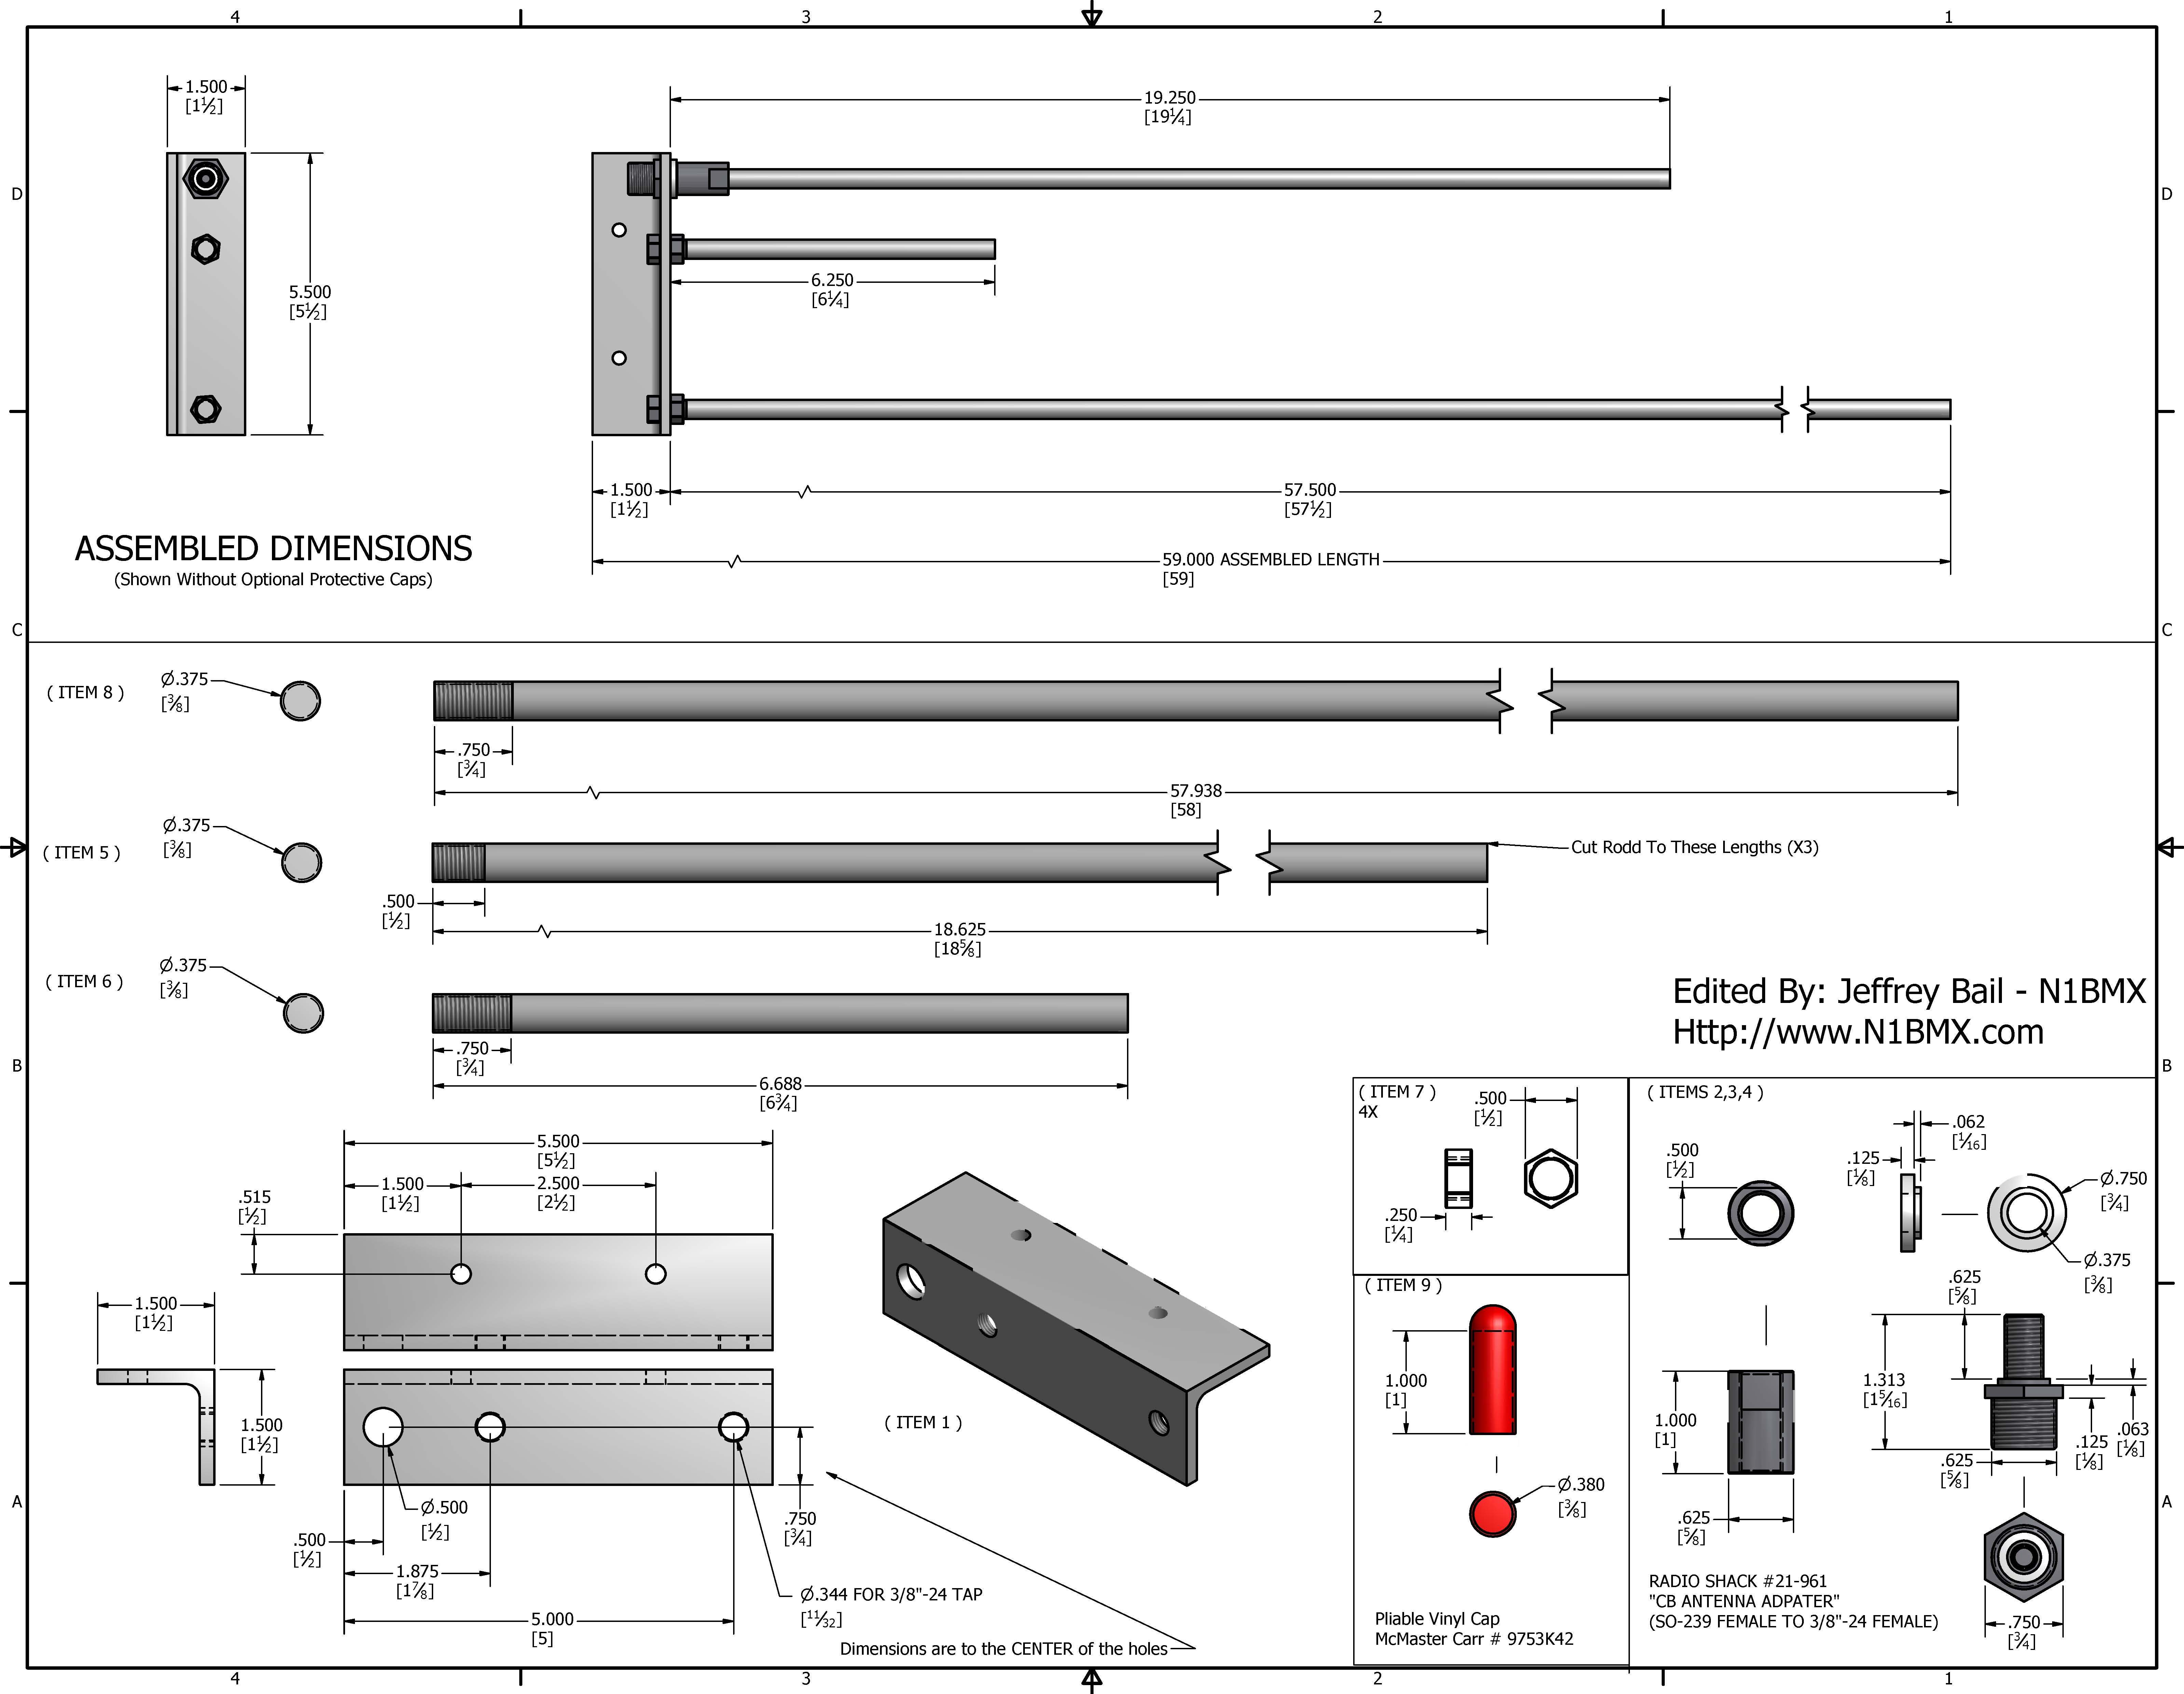 4 3 2 1
D D
C C
B B
A A
1.500
[1½]
5.500
[5½]
19.250
[19¼]
6.250
[6¼]
1.500
[1½]
57.500
[57½]
59.000 ASSEMBLED LENGTH
[59]
ASSEMBLED DIMENSIONS
(Shown Without Optional Protective Caps)
( ITEM 8 )
Ø.375
[⅜]
.750
[¾]
57.938
[58]
( ITEM 5 )
Ø.375
[⅜]
.500
[½]
18.625
[18⅝]
Cut Rodd To These Lengths (X3)
( ITEM 6 )
Ø.375
[⅜]
.750
[¾]
6.688
[6¾]
Edited By: Jeffrey Bail - N1BMX
Http://www.N1BMX.com
5.500
[5½]
1.500
[1½]
2.500
[2½]
.515
[½]
1.500
[1½]
1.500
[1½]
Ø.500
[½]
.500
[½]
1.875
[1⅞]
5.000
[5]
.750
[¾]
Ø.344 FOR 3/8"-24 TAP
[11⁄32]
Dimensions are to the CENTER of the holes
( ITEM 1 )
( ITEM 7 )
4X
.500
[½]
.250
[¼]
( ITEM 9 )
1.000
[1]
Ø.380
[⅜]
Pliable Vinyl Cap
McMaster Carr # 9753K42
( ITEMS 2,3,4 )
.500
[½]
.062
[1⁄16]
.125
[⅛]
Ø.750
[¾]
Ø.375
[⅜]
.625
[⅝]
1.313
[1 5⁄16]
1.000
[1]
.625
[⅝]
.125
[⅛]
.063
[⅛]
.625
[⅝]
.750
[¾]
RADIO SHACK #21-961
"CB ANTENNA ADPATER"
(SO-239 FEMALE TO 3/8"-24 FEMALE)
4 3 2 1